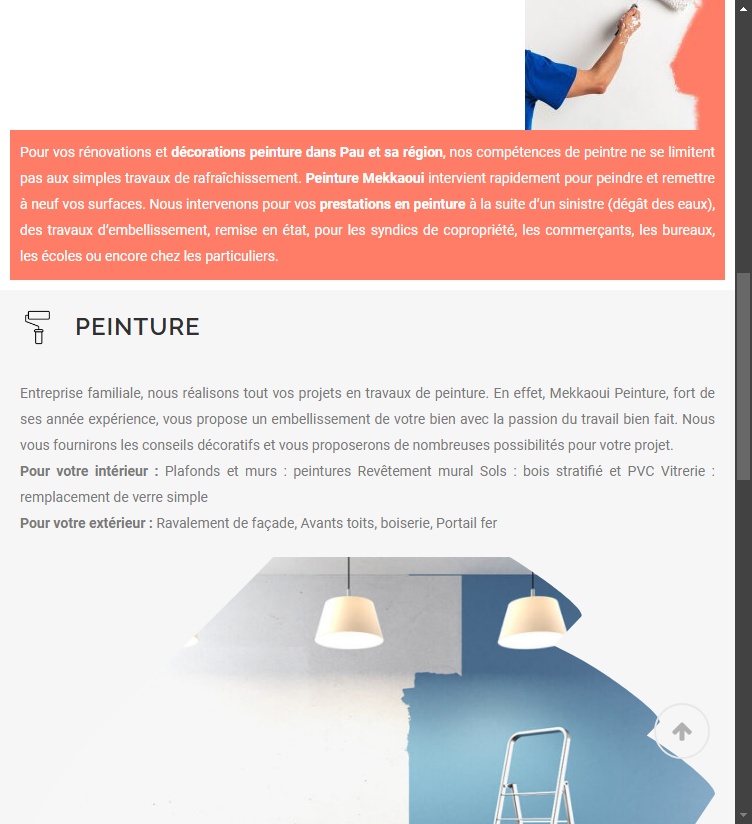 Pour vos rénovations et décorations peinture dans Pau et sa région, nos compétences de peintre ne se limitent
pas aux simples travaux de rafraîchissement. Peinture Mekkaoui intervient rapidement pour peindre et remettre
à neuf vos surfaces. Nous intervenons pour vos prestations en peinture à la suite d'un sinistre (dégât des eaux),
des travaux d'embellissement, remise en état, pour les syndics de copropriété, les commerçants, les bureaux,
les écoles ou encore chez les particuliers.
PEINTURE
Entreprise familiale, nous réalisons tout vos projets en travaux de peinture. En effet, Mekkaoui Peinture, fort de
ses année expérience, vous propose un embellissement de votre bien avec la passion du travail bien fait. Nous
vous fournirons les conseils décoratifs et vous proposerons de nombreuses possibilités pour votre projet.
Pour votre intérieur : Plafonds et murs : peintures Revêtement mural Sols : bois stratifié et PVC Vitrerie :
remplacement de verre simple
Pour votre extérieur : Ravalement de façade, Avants toits, boiserie, Portail fer